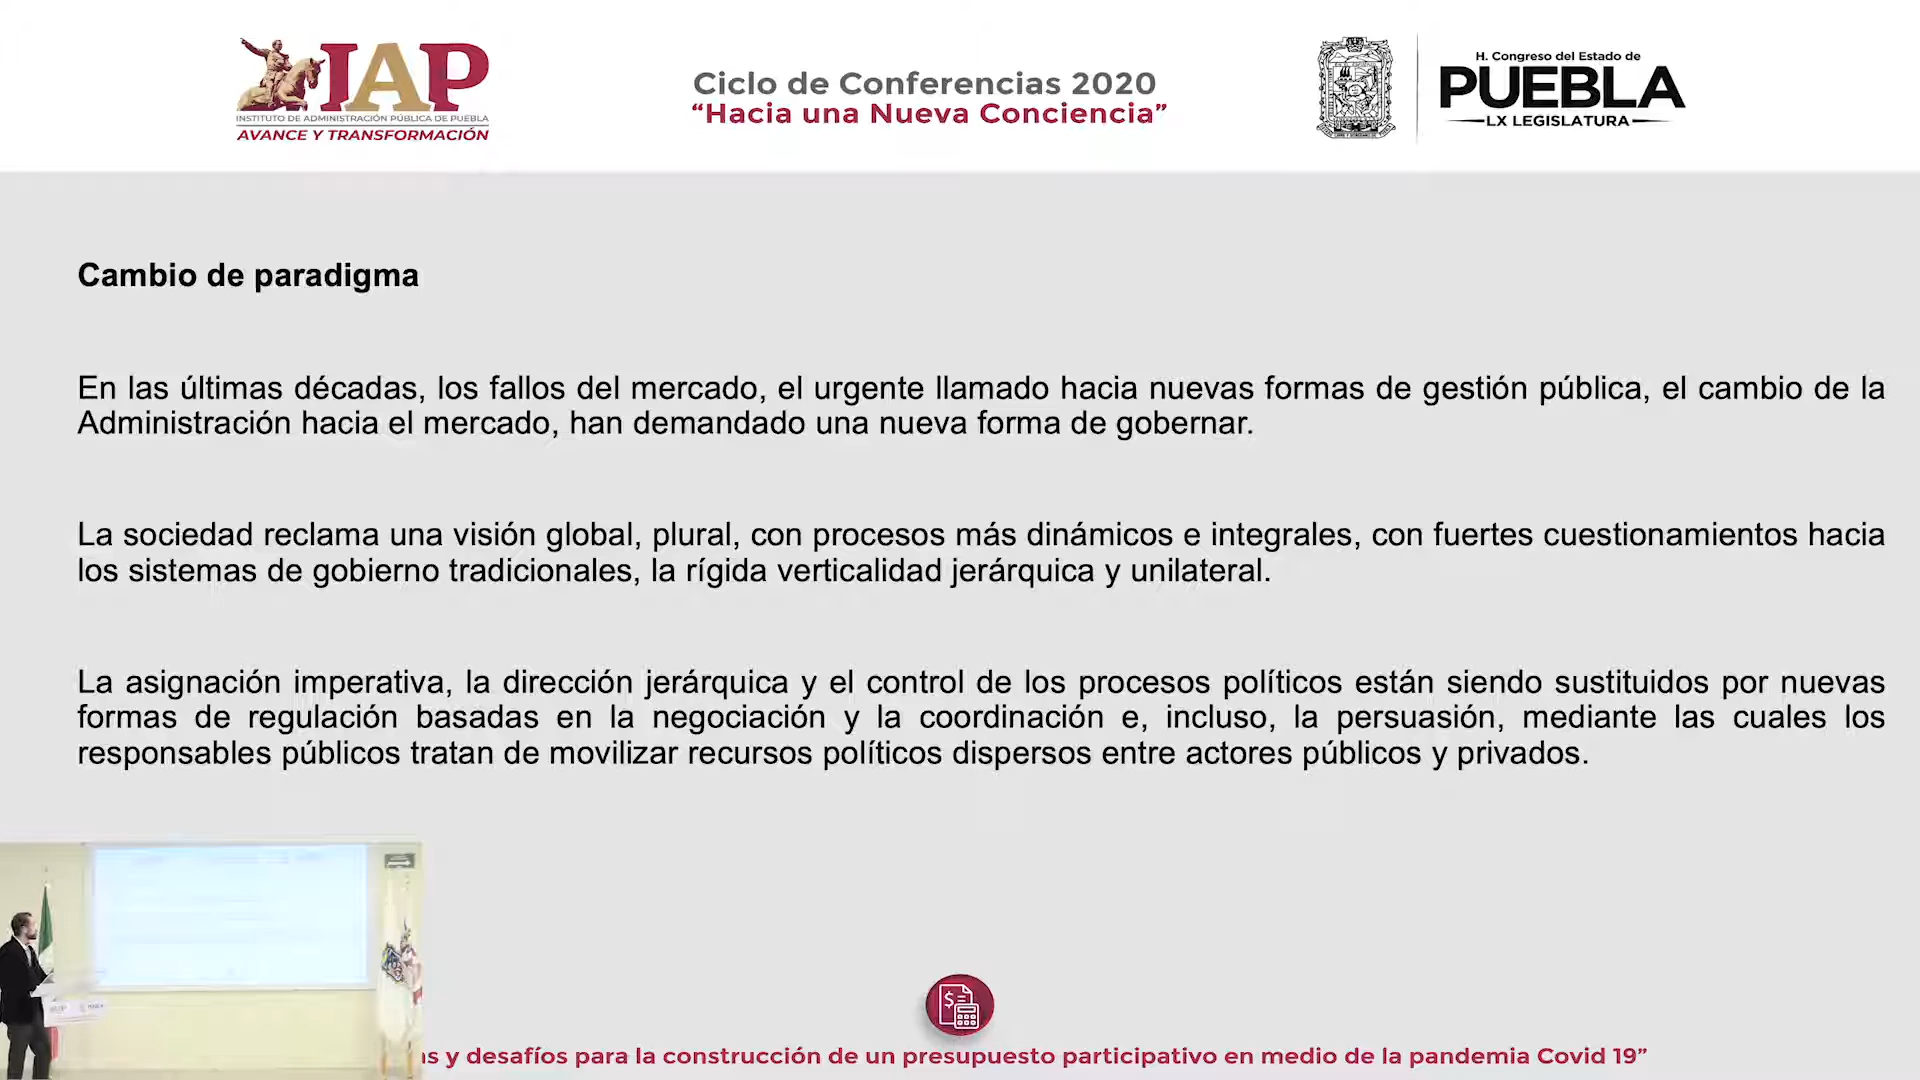 IAP
INSTITUTO DE ADMINISTRACIÓN PÚBLICA DE PUEBLA
AVANCE Y TRANSFORMACIÓN
Ciclo de Conferencias 2020
“Hacia una Nueva Conciencia”
H. Congreso del Estado de
PUEBLA
LX LEGISLATURA
Cambio de paradigma
En las últimas décadas, los fallos del mercado, el urgente llamado hacia nuevas formas de gestión pública, el cambio de la
Administración hacia el mercado, han demandado una nueva forma de gobernar.
La sociedad reclama una visión global, plural, con procesos más dinámicos e integrales, con fuertes cuestionamientos hacia
los sistemas de gobierno tradicionales, la rígida verticalidad jerárquica y unilateral.
La asignación imperativa, la dirección jerárquica y el control de los procesos políticos están siendo sustituidos por nuevas
formas de regulación basadas en la negociación y la coordinación e, incluso, la persuasión, mediante las cuales los
responsables públicos tratan de movilizar recursos políticos dispersos entre actores públicos y privados.
y desafíos para la construcción de un presupuesto participativo en medio de la pandemia Covid 19”